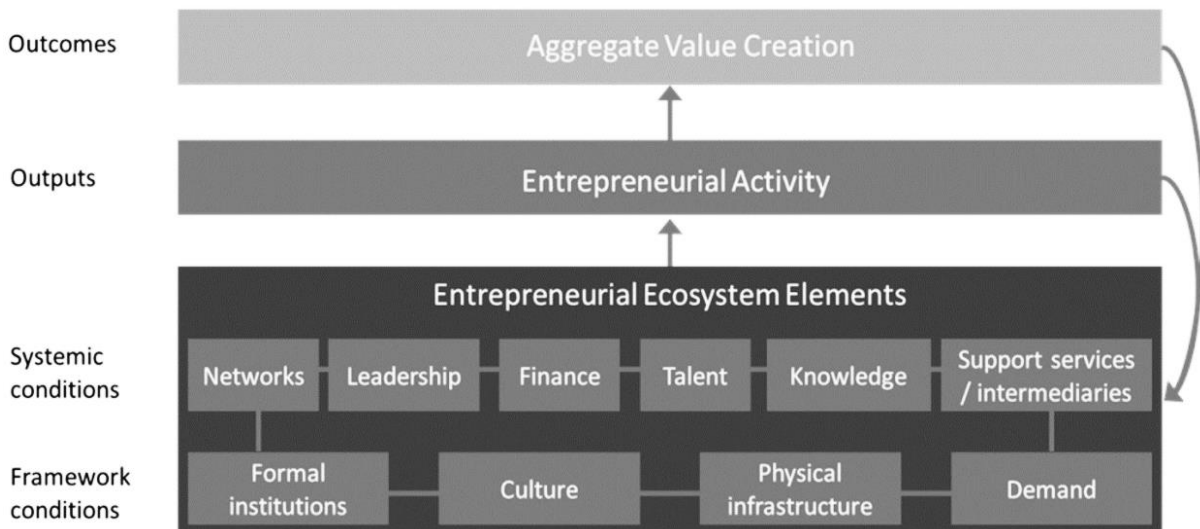 Outcomes
Aggregate Value Creation
Outputs
Entrepreneurial Activity
Entrepreneurial Ecosystem Elements
Systemic
conditions
Networks
Leadership
Finance
Talent
Knowledge
Support services
/ intermediaries
Framework
conditions
Formal
institutions
Culture
Physical
infrastructure
Demand